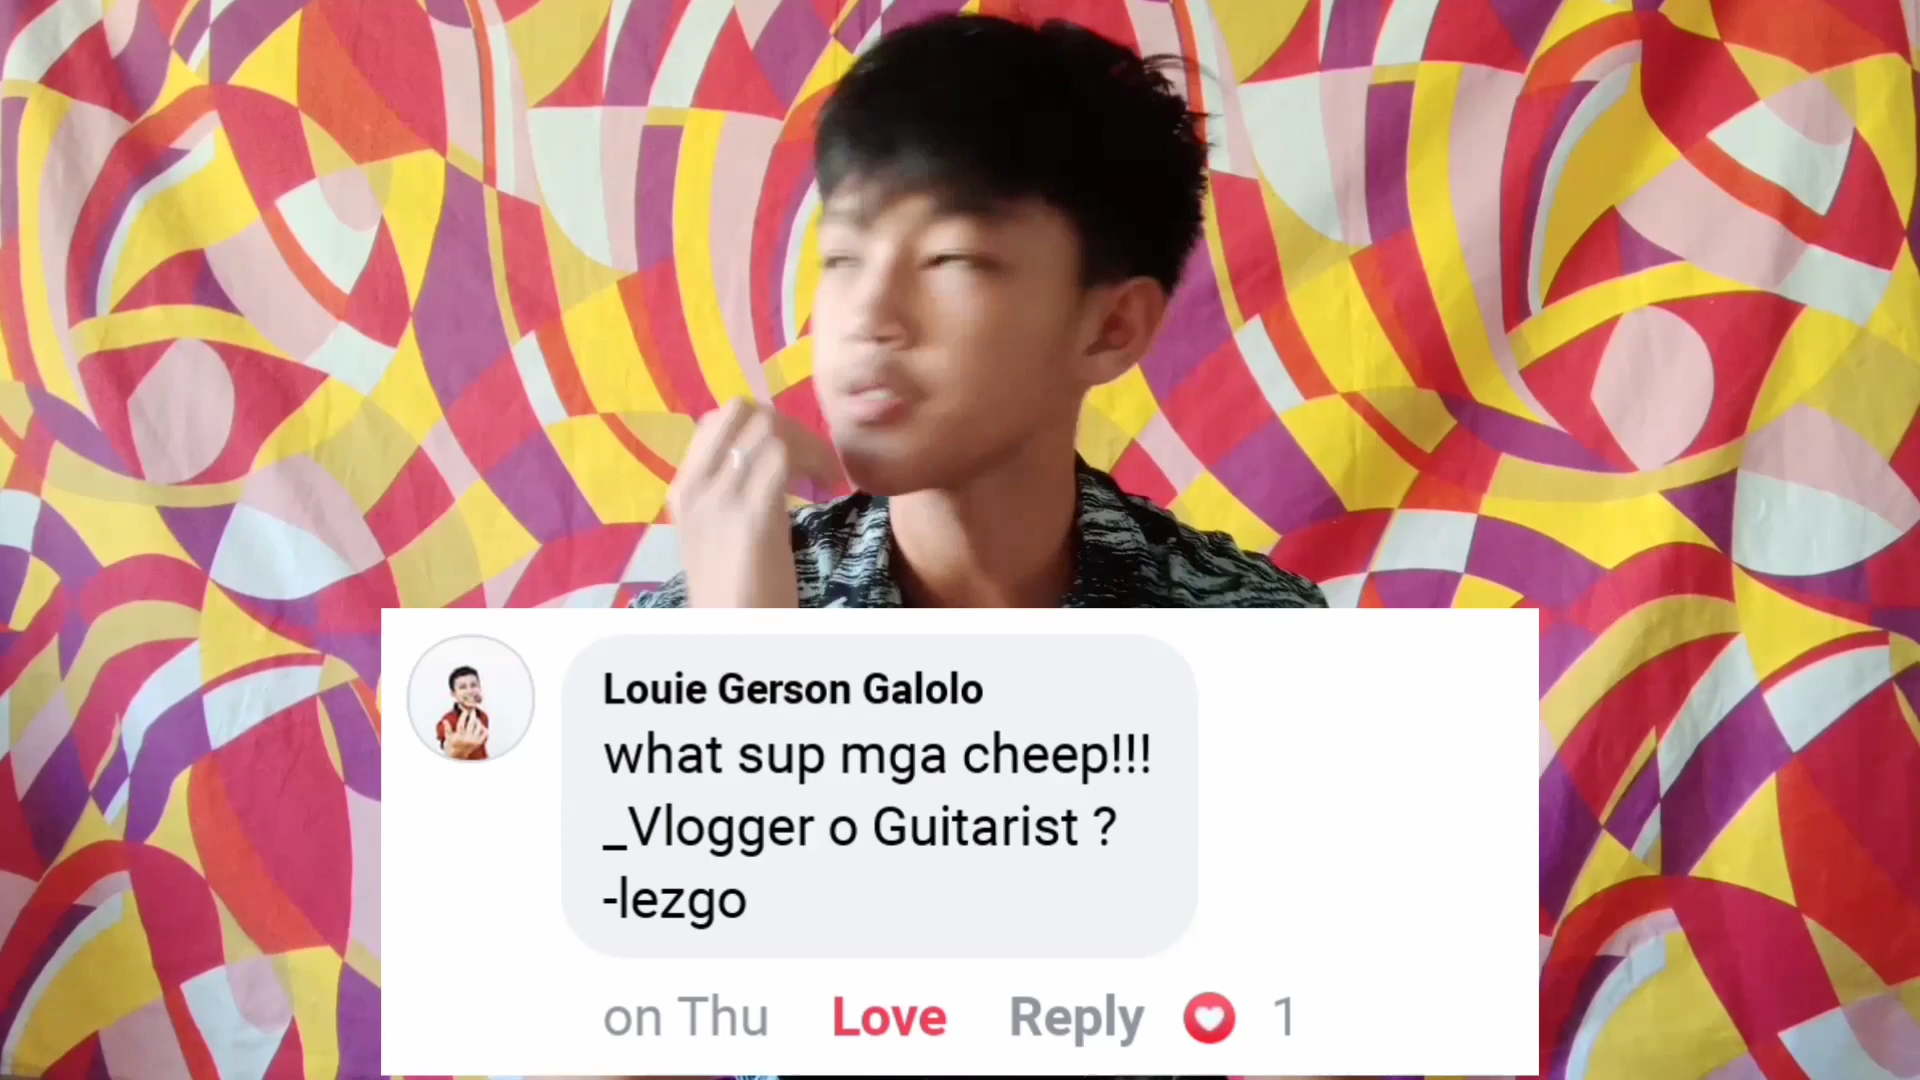 Louie Gerson Galolo
what sup mga cheep!!!
_Vlogger o Guitarist ?
-lezgo
on Thu Love Reply 1